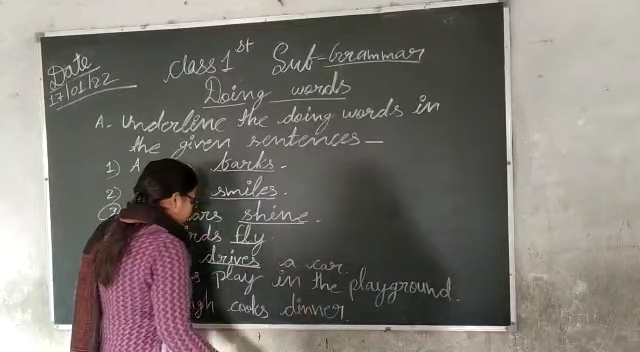 Date
17/01/22
Class 1st Sub-Grammar
Doing words
A- Underline the doing words in
the given sentences-
1) A barks.
2) smiles.
(3) shine.
fly.
drives a car.
play in the playground.
cooks dinner.